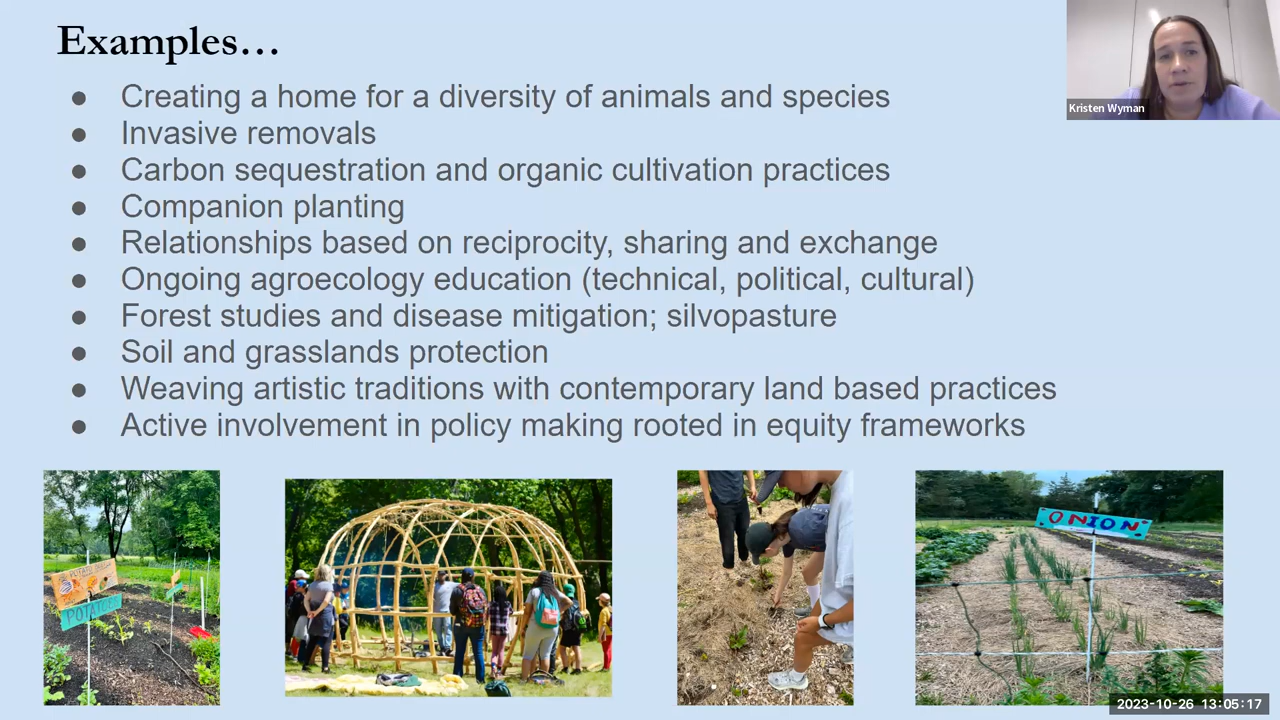 Examples…
Kristen Wyman
● Creating a home for a diversity of animals and species
● Invasive removals
● Carbon sequestration and organic cultivation practices
● Companion planting
● Relationships based on reciprocity, sharing and exchange
● Ongoing agroecology education (technical, political, cultural)
● Forest studies and disease mitigation; silvopasture
● Soil and grasslands protection
● Weaving artistic traditions with contemporary land based practices
● Active involvement in policy making rooted in equity frameworks
ONION
2023-10-26 13:05:17